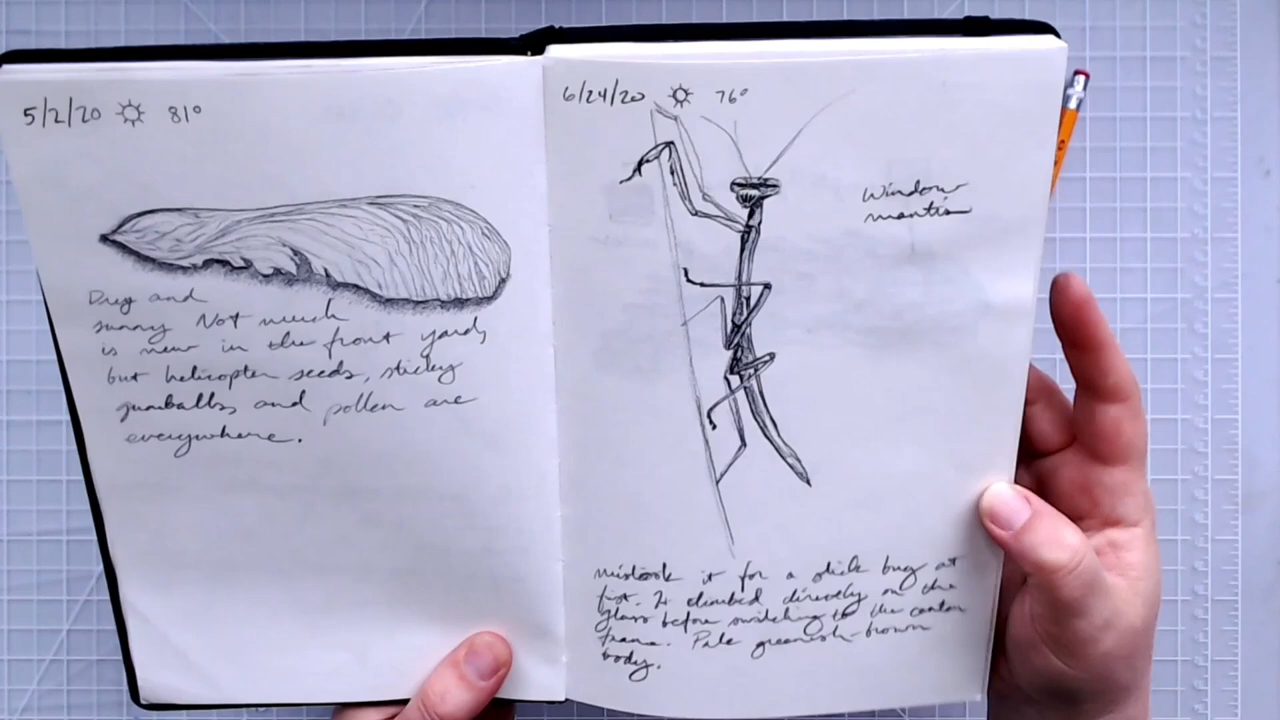 5/2/20 81°
Dry and
sunny Not much
is new in the front yard,
but helicopter seeds, sticky
gumballs, and pollen are
everywhere.
6/24/20 76°
Window
mantis
Mistook it for a stick bug at
first. It climbed directly on the
glass before switching to the center
frame. Pale greenish-brown
body.